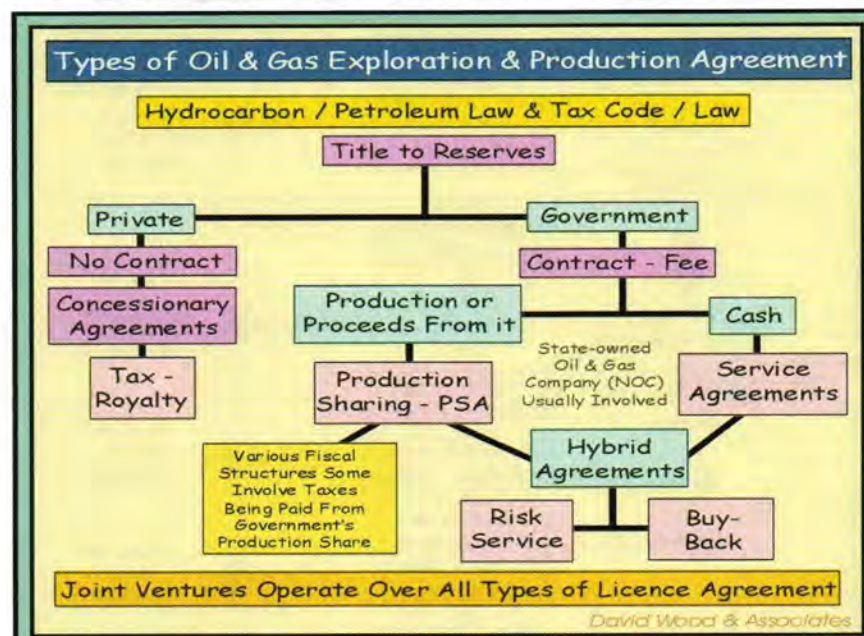 Types of Oil & Gas Exploration & Production Agreement
Hydrocarbon / Petroleum Law & Tax Code / Law
Title to Reserves
Private
Government
No Contract
Contract - Fee
Concessionary
Agreements
Production or
Proceeds From it
Cash
Tax -
Royalty
Production
Sharing - PSA
State-owned
Oil & Gas
Company (NOC)
Usually Involved
Service
Agreements
Various Fiscal
Structures Some
Involve Taxes
Being Paid From
Government's
Production Share
Hybrid
Agreements
Risk
Service
Buy-
Back
Joint Ventures Operate Over All Types of Licence Agreement
David Wood & Associates